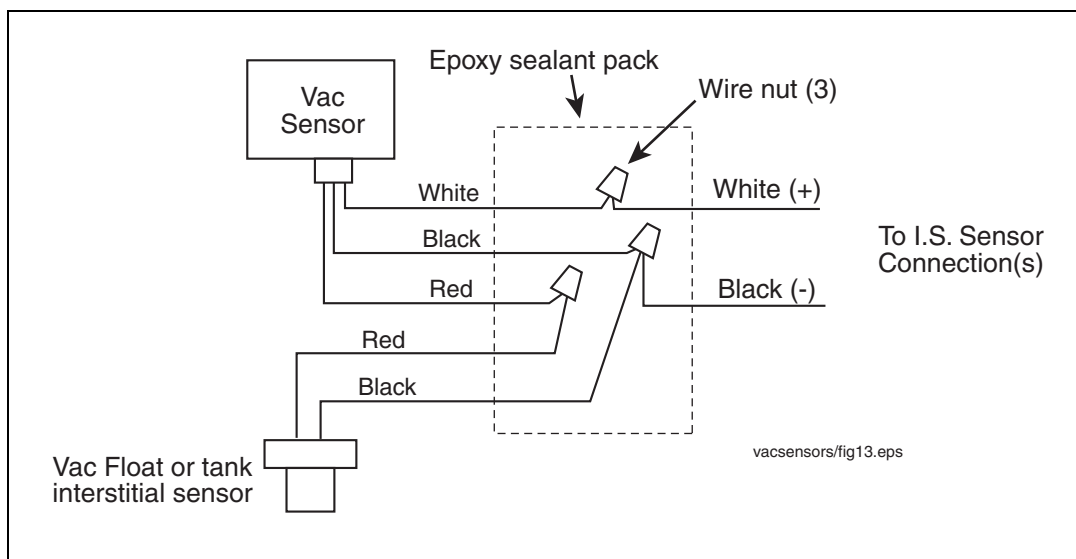 Epoxy sealant pack
Vac
Sensor
Wire nut (3)
White
White (+)
Black
To I.S. Sensor
Connection(s)
Red
Black (-)
Red
Black
vacsensors/fig13.eps
Vac Float or tank
interstitial sensor